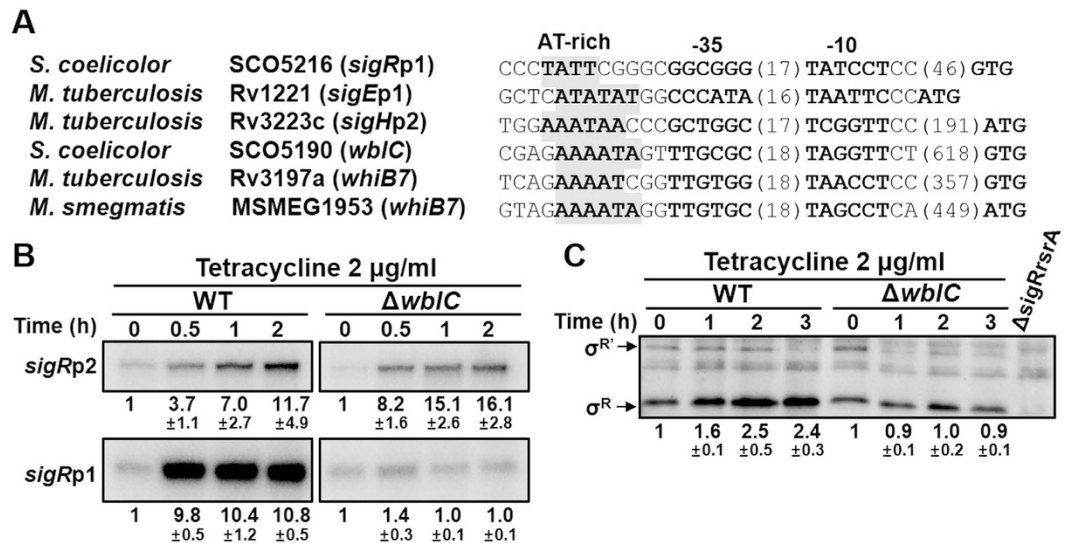 A
AT-rich -35 -10
S. coelicolor SCO5216 (sigRp1) CCCTATTCGGGCGGCGGG(17)TATCCTCC(46)GTG
M. tuberculosis Rv1221 (sigEp1) GCTCATATATGGCCCATA(16)TAATTCCCATG
M. tuberculosis Rv3223c (sigHp2) TGGAAATAACCCGCTGGC(17)TCGGTTCC(191)ATG
S. coelicolor SCO5190 (wblC) CGAGAAAATAGTTTGCGC(18)TAGGTTCT(618)GTG
M. tuberculosis Rv3197a (whiB7) TCAGAAAATCGGTTGTGG(18)TAACCTCC(357)GTG
M. smegmatis MSMEG1953 (whiB7) GTAGAAAATAGGTTGTGC(18)TAGCCTCA(449)ATG
B
Tetracycline 2 µg/ml
WT ΔwblC
Time (h) 0 0.5 1 2 0 0.5 1 2
sigRp2
1 3.7 7.0 11.7 1 8.2 15.1 16.1
±1.1 ±2.7 ±4.9 ±1.6 ±2.6 ±2.8
sigRp1
1 9.8 10.4 10.8 1 1.4 1.0 1.0
±0.5 ±1.2 ±0.5 ±0.3 ±0.1 ±0.1
C
Tetracycline 2 µg/ml
WT ΔwblC ΔsigRrsrA
Time (h) 0 1 2 3 0 1 2 3
σR'
σR
1 1.6 2.5 2.4 1 0.9 1.0 0.9
±0.1 ±0.5 ±0.3 ±0.1 ±0.2 ±0.1